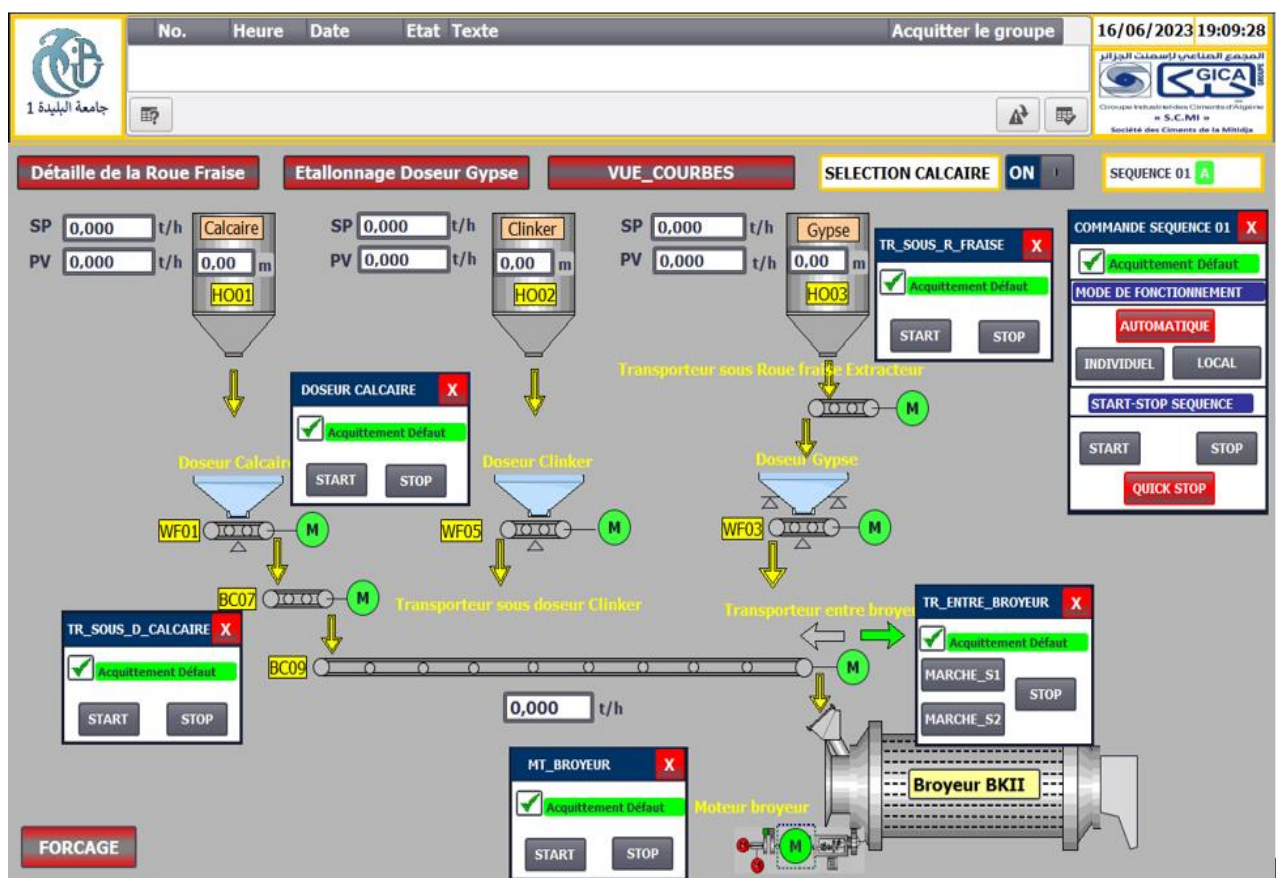 No. Heure Date Etat Texte Acquitter le groupe
16/06/2023 19:09:28
جامعة البليدة 1
المجمع الصناعي لإسمنت الجزائر
GICA
GROUPE
Groupe Industriel des Ciments d'Algérie
« S.C.MI »
Société des Ciments de la Mitidja
Détaille de la Roue Fraise
Etallonnage Doseur Gypse
VUE_COURBES
SELECTION CALCAIRE ON
SEQUENCE 01 A
SP 0,000 t/h
PV 0,000 t/h
Calcaire
0,00 m
HO01
SP 0,000 t/h
PV 0,000 t/h
Clinker
0,00 m
HO02
SP 0,000 t/h
PV 0,000 t/h
Gypse
0,00 m
HO03
TR_SOUS_R_FRAISE X
Acquittement Défaut
START STOP
COMMANDE SEQUENCE 01 X
Acquittement Défaut
MODE DE FONCTIONNEMENT
AUTOMATIQUE
INDIVIDUEL LOCAL
START-STOP SEQUENCE
START STOP
QUICK STOP
Transporteur sous Roue fraise Extracteur
M
DOSEUR CALCAIRE X
Acquittement Défaut
START STOP
Doseur Calcair
Doseur Clinker
Doseur Gypse
WF01 M
WF05 M
WF03 M
BC07 M
Transporteur sous doseur Clinker
Transporteur entre broye
TR_SOUS_D_CALCAIRE X
Acquittement Défaut
START STOP
BC09 M
TR_ENTRE_BROYEUR X
Acquittement Défaut
MARCHE_S1
STOP
MARCHE_S2
0,000 t/h
MT_BROYEUR X
Acquittement Défaut
START STOP
Moteur broyeur
M
Broyeur BKII
FORCAGE